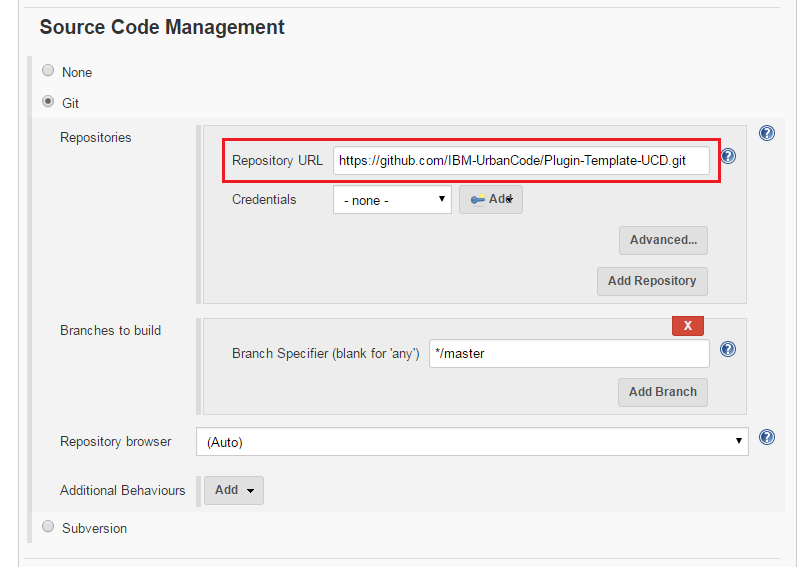 Source Code Management
None
Git
Repositories
?
Repository URL https://github.com/IBM-UrbanCode/Plugin-Template-UCD.git ?
Credentials - none - Add
Advanced...
Add Repository
X
Branches to build
Branch Specifier (blank for 'any') */master ?
Add Branch
Repository browser (Auto) ?
Additional Behaviours Add
Subversion